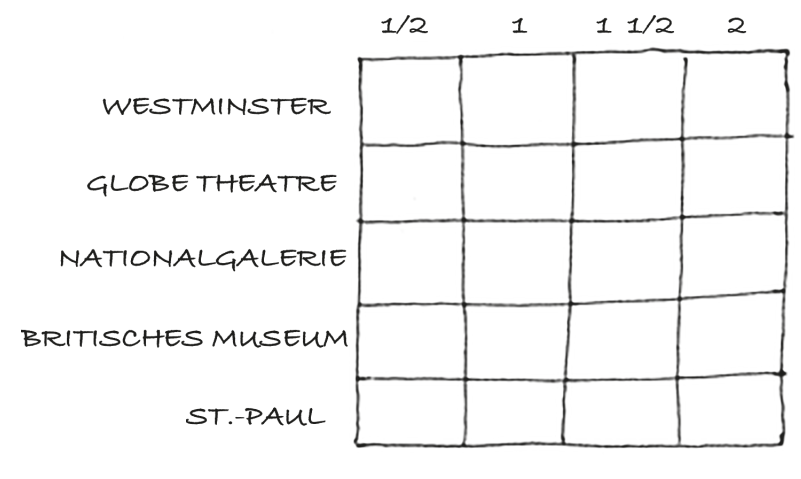 1/2 1 1 1/2 2
WESTMINSTER
GLOBE THEATRE
NATIONALGALERIE
BRITISCHES MUSEUM
ST.-PAUL